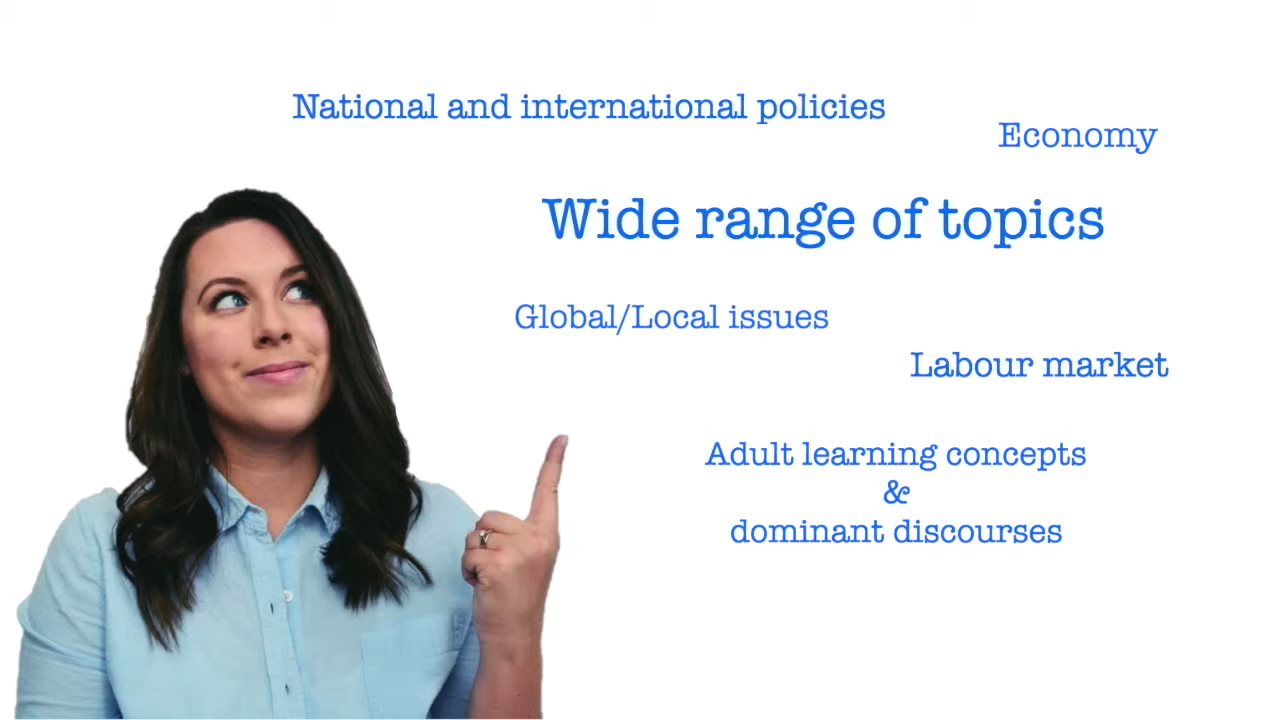 National and international policies
Economy
Wide range of topics
Global/Local issues
Labour market
Adult learning concepts
&
dominant discourses